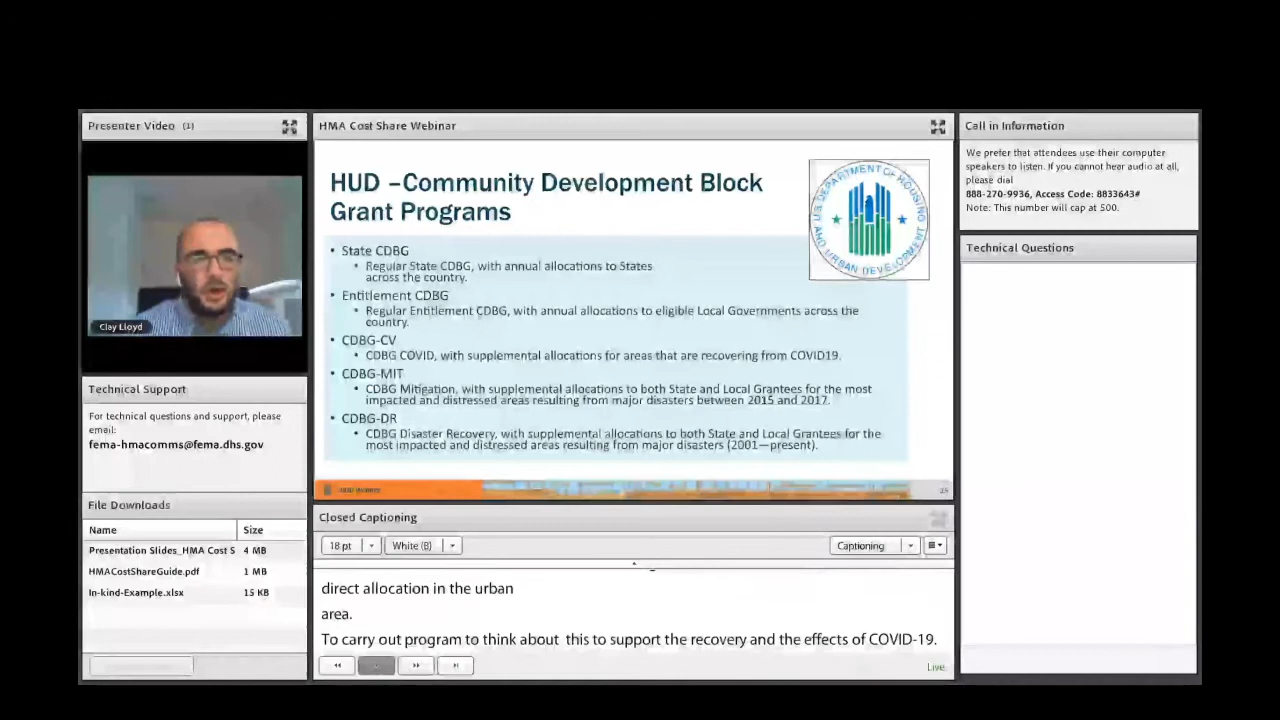 Presenter Video (1)
Clay Lloyd
Technical Support
For technical questions and support, please
email:
fema-hmacomms@fema.dhs.gov
File Downloads
Name Size
Presentation Slides_HMA Cost S 4 MB
HMACostShareGuide.pdf 1 MB
In-kind-Example.xlsx 15 KB
HMA Cost Share Webinar
HUD –Community Development Block
Grant Programs
US DEPARTMENT OF HOUSING
AND URBAN DEVELOPMENT
• State CDBG
• Regular State CDBG, with annual allocations to States
across the country.
• Entitlement CDBG
• Regular Entitlement CDBG, with annual allocations to eligible Local Governments across the
country.
• CDBG-CV
• CDBG COVID, with supplemental allocations for areas that are recovering from COVID19.
• CDBG-MIT
• CDBG Mitigation, with supplemental allocations to both State and Local Grantees for the most
impacted and distressed areas resulting from major disasters between 2015 and 2017.
• CDBG-DR
• CDBG Disaster Recovery, with supplemental allocations to both State and Local Grantees for the
most impacted and distressed areas resulting from major disasters (2001—present).
Closed Captioning
18 pt White (B) Captioning
direct allocation in the urban
area.
To carry out program to think about this to support the recovery and the effects of COVID-19.
Live
Call in Information
We prefer that attendees use their computer
speakers to listen. If you cannot hear audio at all,
please dial
888-270-9936, Access Code: 8833643#
Note: This number will cap at 500.
Technical Questions